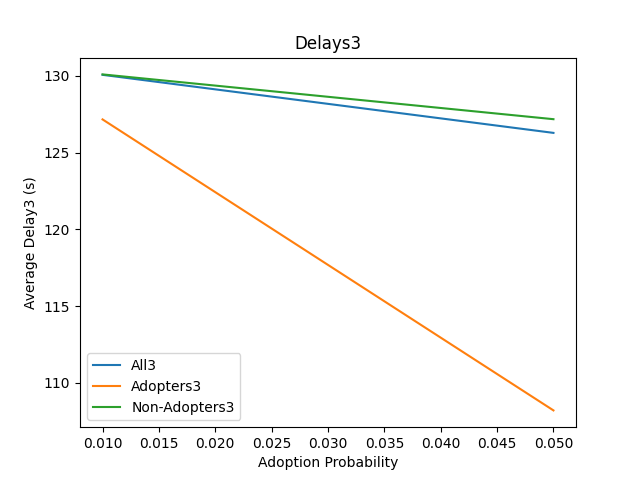 Delays3
Average Delay3 (s)
130
125
120
115
110
All3
Adopters3
Non-Adopters3
0.010 0.015 0.020 0.025 0.030 0.035 0.040 0.045 0.050
Adoption Probability